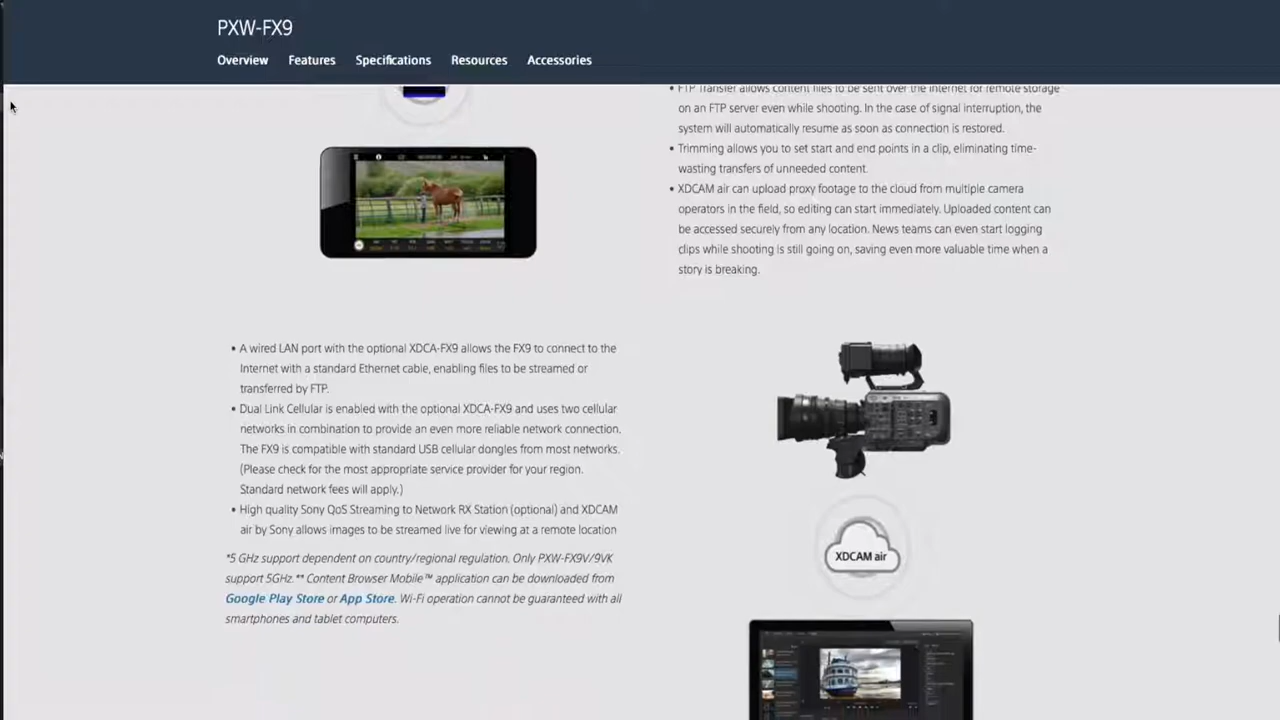 PXW-FX9
Overview
Features
Specifications
Resources
Accessories
• FTP Transfer allows content files to be sent over the internet for remote storage
on an FTP server even while shooting. In the case of signal interruption, the
system will automatically resume as soon as connection is restored.
• Trimming allows you to set start and end points in a clip, eliminating time-
wasting transfers of unneeded content.
• XDCAM air can upload proxy footage to the cloud from multiple camera
operators in the field, so editing can start immediately. Uploaded content can
be accessed securely from any location. News teams can even start logging
clips while shooting is still going on, saving even more valuable time when a
story is breaking.
• A wired LAN port with the optional XDCA-FX9 allows the FX9 to connect to the
Internet with a standard Ethernet cable, enabling files to be streamed or
transferred by FTP.
• Dual Link Cellular is enabled with the optional XDCA-FX9 and uses two cellular
networks in combination to provide an even more reliable network connection.
The FX9 is compatible with standard USB cellular dongles from most networks.
(Please check for the most appropriate service provider for your region.
Standard network fees will apply.)
• High quality Sony QoS Streaming to Network RX Station (optional) and XDCAM
air by Sony allows images to be streamed live for viewing at a remote location
*5 GHz support dependent on country/regional regulation. Only PXW-FX9V/9VK
support 5GHz.** Content Browser Mobile™ application can be downloaded from
Google Play Store or App Store. Wi-Fi operation cannot be guaranteed with all
smartphones and tablet computers.
XDCAM air